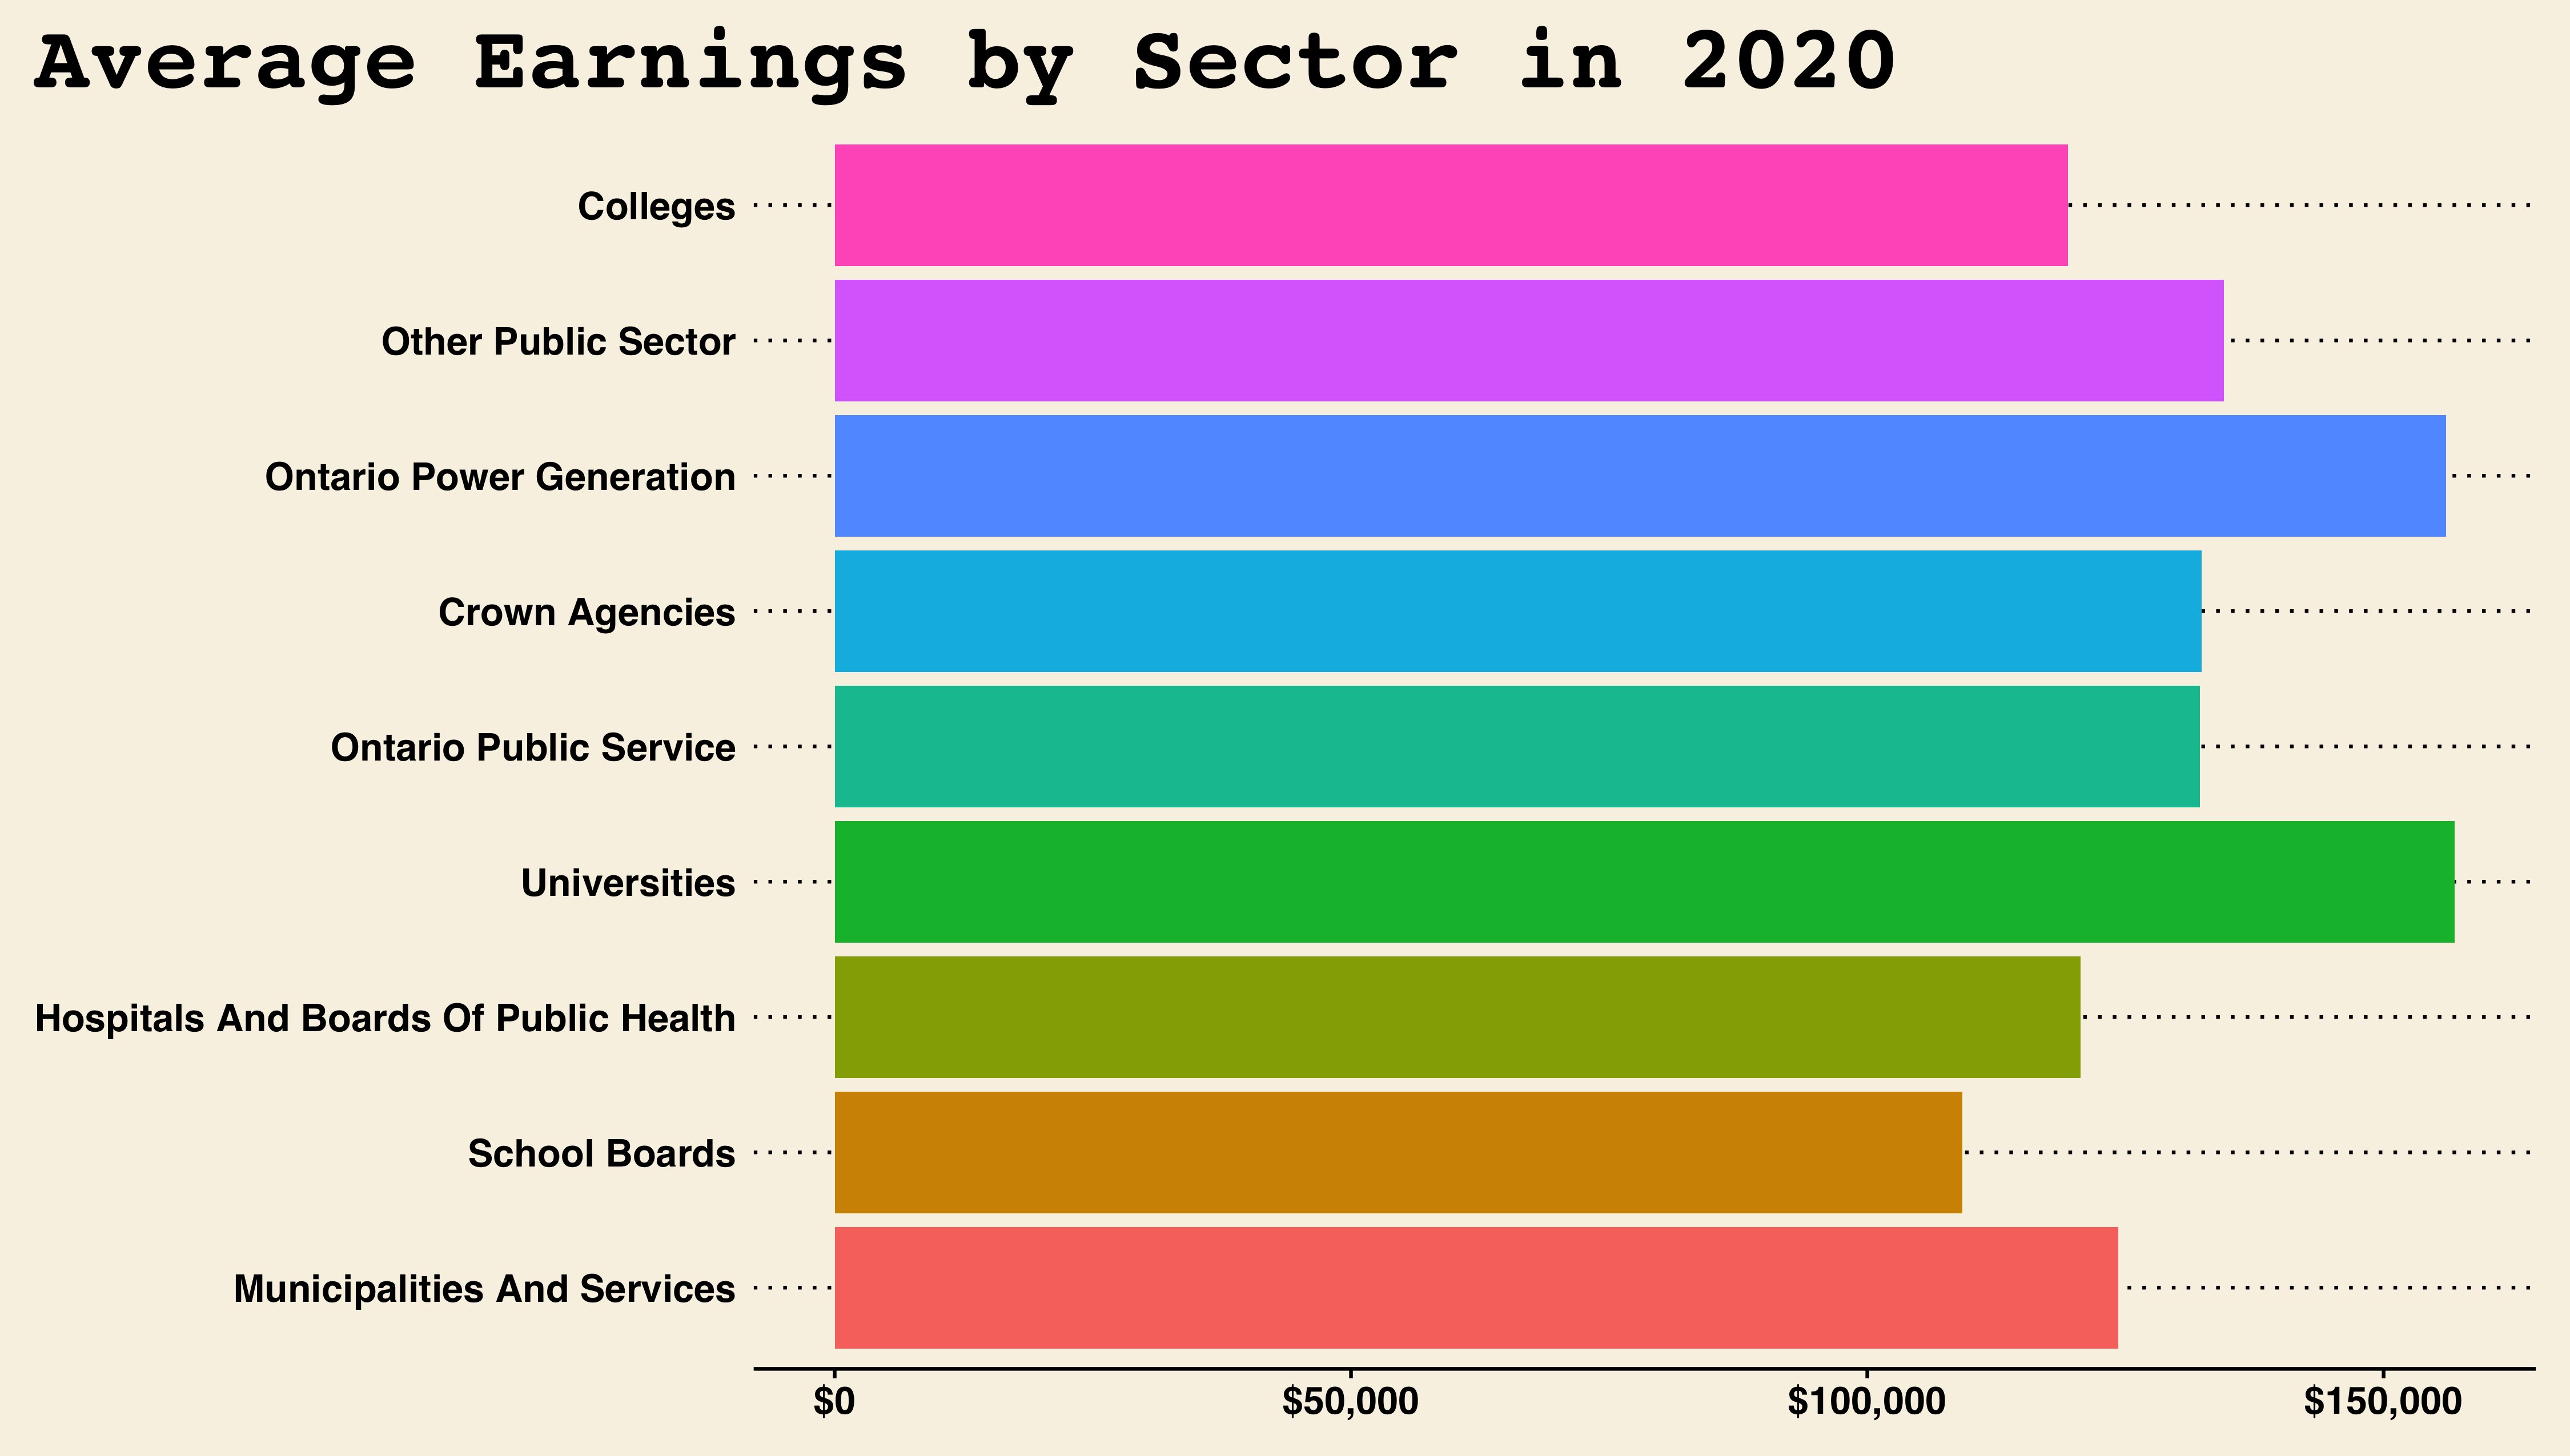 Average Earnings by Sector in 2020
Colleges
Other Public Sector
Ontario Power Generation
Crown Agencies
Ontario Public Service
Universities
Hospitals And Boards Of Public Health
School Boards
Municipalities And Services
$0 $50,000 $100,000 $150,000